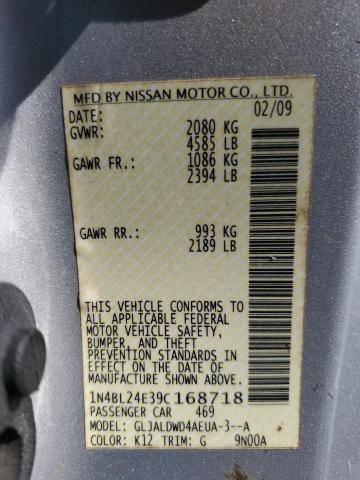 MFD BY NISSAN MOTOR CO., LTD.
DATE: 02/09
GVWR: 2080 KG
4585 LB
GAWR FR.: 1086 KG
2394 LB
GAWR RR.: 993 KG
2189 LB
THIS VEHICLE CONFORMS TO
ALL APPLICABLE FEDERAL
MOTOR VEHICLE SAFETY,
BUMPER, AND THEFT
PREVENTION STANDARDS IN
EFFECT ON THE DATE OF
MANUFACTURE SHOWN ABOVE.
1N4BL24E39C168718
PASSENGER CAR 469
MODEL: GLJALDWD4AEUA-3--A
COLOR: K12 TRIM: G 9N00A